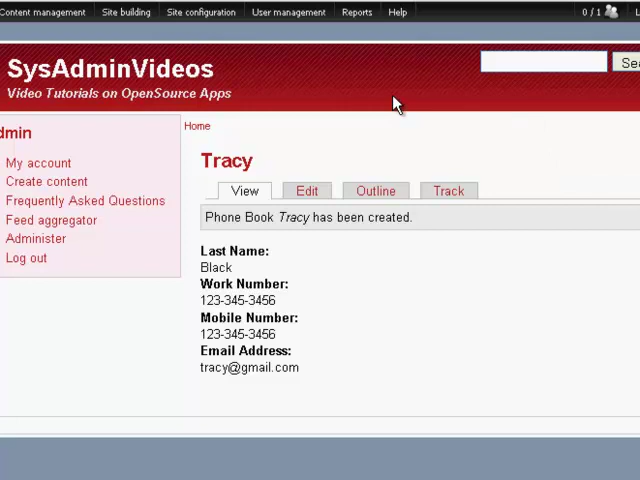 Content management Site building Site configuration User management Reports Help 0 / 1
SysAdminVideos
Video Tutorials on OpenSource Apps
Sea
dmin
My account
Create content
Frequently Asked Questions
Feed aggregator
Administer
Log out
Home
Tracy
View Edit Outline Track
Phone Book Tracy has been created.
Last Name:
Black
Work Number:
123-345-3456
Mobile Number:
123-345-3456
Email Address:
tracy@gmail.com